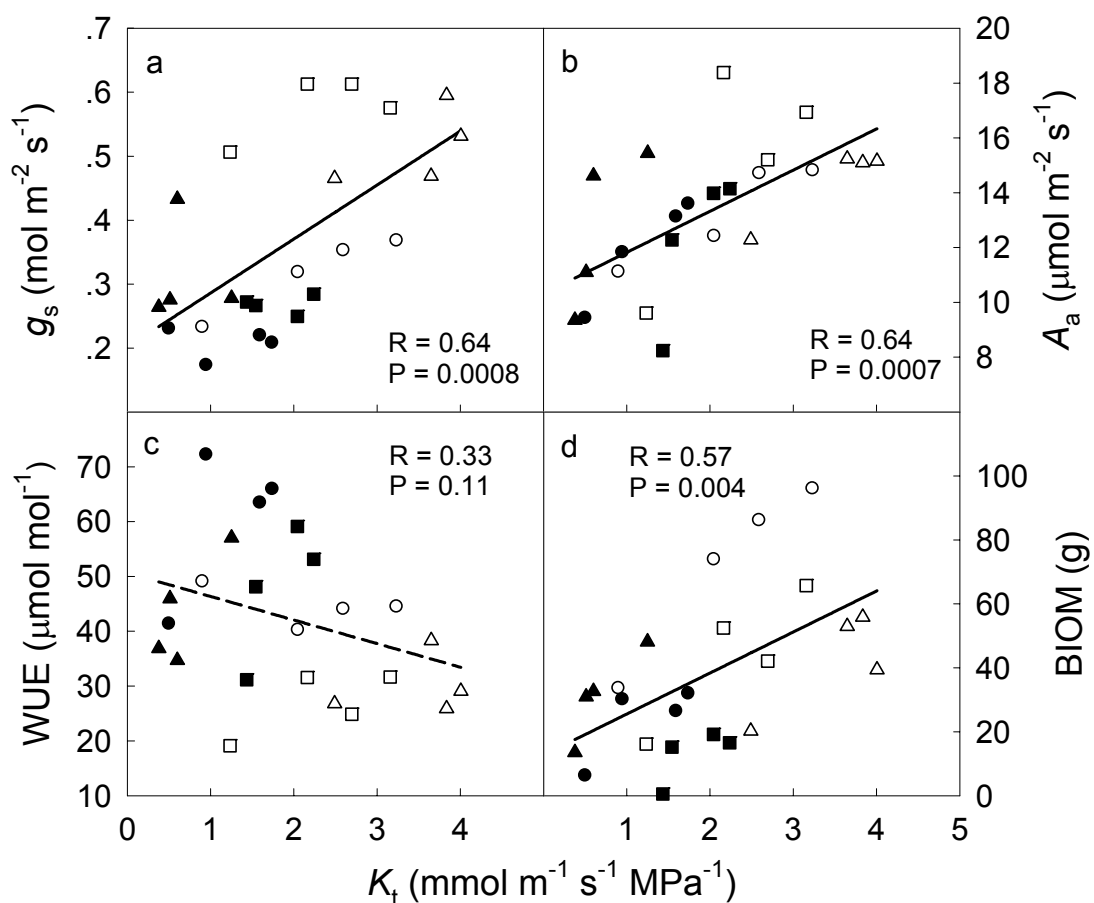 .7
.6
.5
.4
.3
.2
gs (mol m-2 s-1)
a
R = 0.64
P = 0.0008
b
R = 0.64
P = 0.0007
20
18
16
14
12
10
8
Aa (μmol m-2 s-1)
70
60
50
40
30
20
10
WUE (μmol mol-1)
c
R = 0.33
P = 0.11
d
R = 0.57
P = 0.004
100
80
60
40
20
0
BIOM (g)
0 1 2 3 4 1 2 3 4 5
Kt (mmol m-1 s-1 MPa-1)